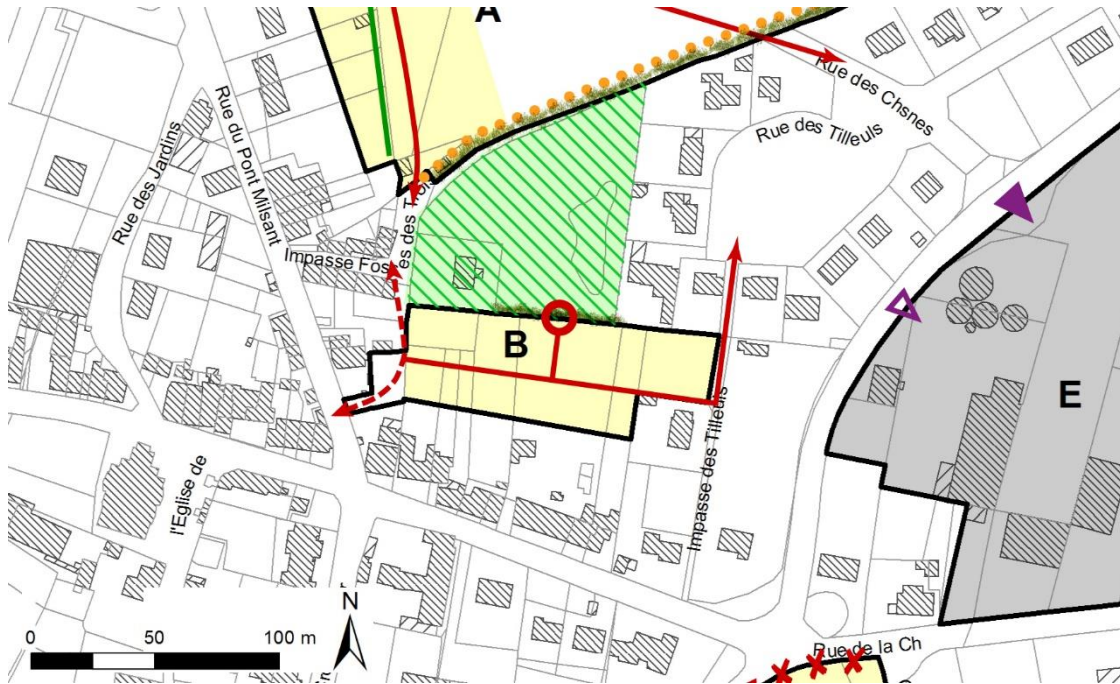 A
Rue des Chsnes
Rue des Tilleuls
Rue du Pont Milsant
Rue des Jardins
Impasse Fos
es des Trois
B
E
Impasse des Tilleuls
l'Eglise de
N
0 50 100 m
Rue de la Ch